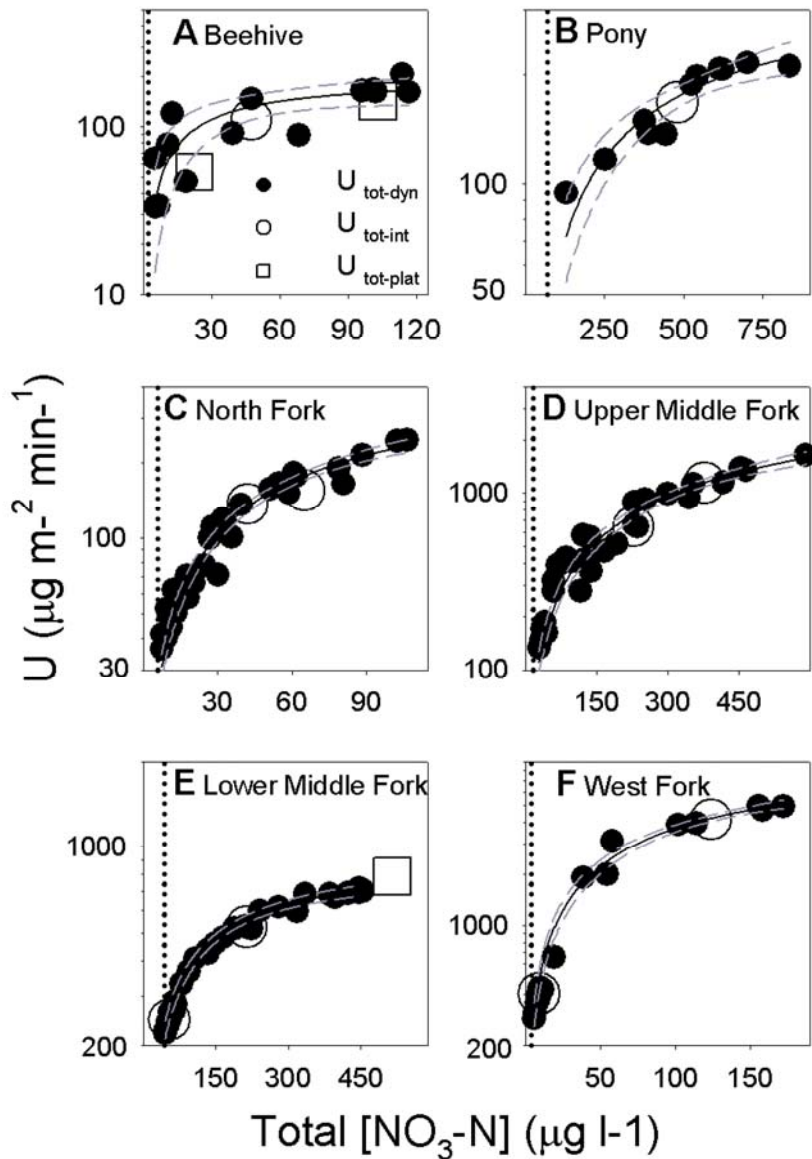 A Beehive
B Pony
100
10
30 60 90 120
U tot-dyn
U tot-int
U tot-plat
100
50
250 500 750
C North Fork
D Upper Middle Fork
100
30
30 60 90
1000
100
150 300 450
E Lower Middle Fork
F West Fork
1000
200
150 300 450
1000
200
50 100 150
U (µg m-² min-¹)
Total [NO₃-N] (µg l-1)